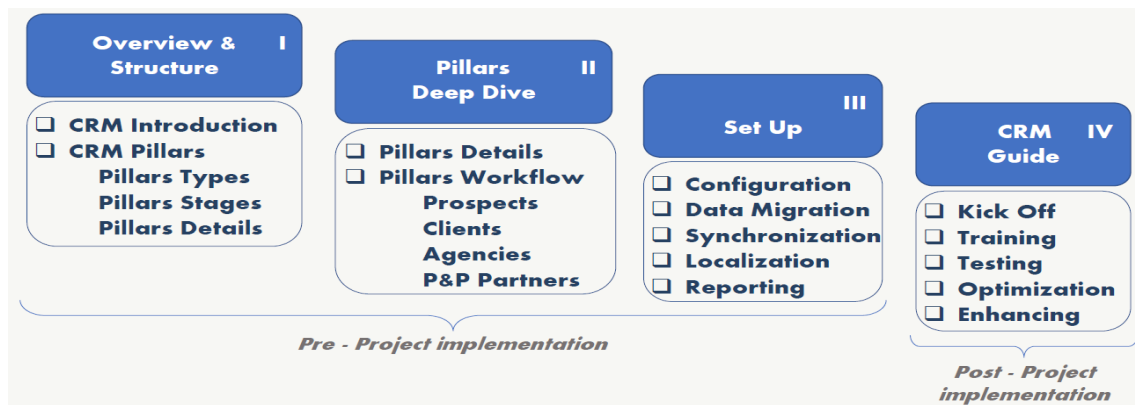 Overview & I
Structure
❑ CRM Introduction
❑ CRM Pillars
Pillars Types
Pillars Stages
Pillars Details
Pillars II
Deep Dive
❑ Pillars Details
❑ Pillars Workflow
Prospects
Clients
Agencies
P&P Partners
III
Set Up
❑ Configuration
❑ Data Migration
❑ Synchronization
❑ Localization
❑ Reporting
CRM IV
Guide
❑ Kick Off
❑ Training
❑ Testing
❑ Optimization
❑ Enhancing
Pre - Project implementation
Post - Project
implementation